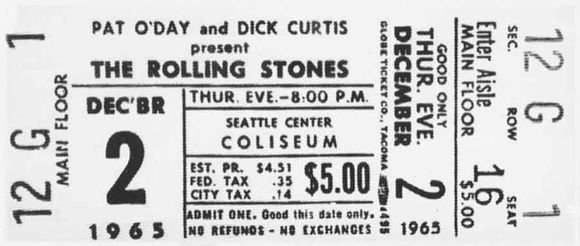 PAT O'DAY and DICK CURTIS
present
THE ROLLING STONES
12 G 1
MAIN FLOOR
DEC'BR
2
1965
THUR. EVE.–8:00 P.M.
SEATTLE CENTER
COLISEUM
EST. PR. $4.51
FED. TAX .35
CITY TAX .14
$5.00
ADMIT ONE. Good this date only.
NO REFUNDS - NO EXCHANGES
GLOBE TICKET CO., TACOMA
GOOD ONLY
THUR. EVE.
DECEMBER
2
1965
Enter Aisle
16
MAIN FLOOR
$5.00
SEC. ROW SEAT
12 G 1